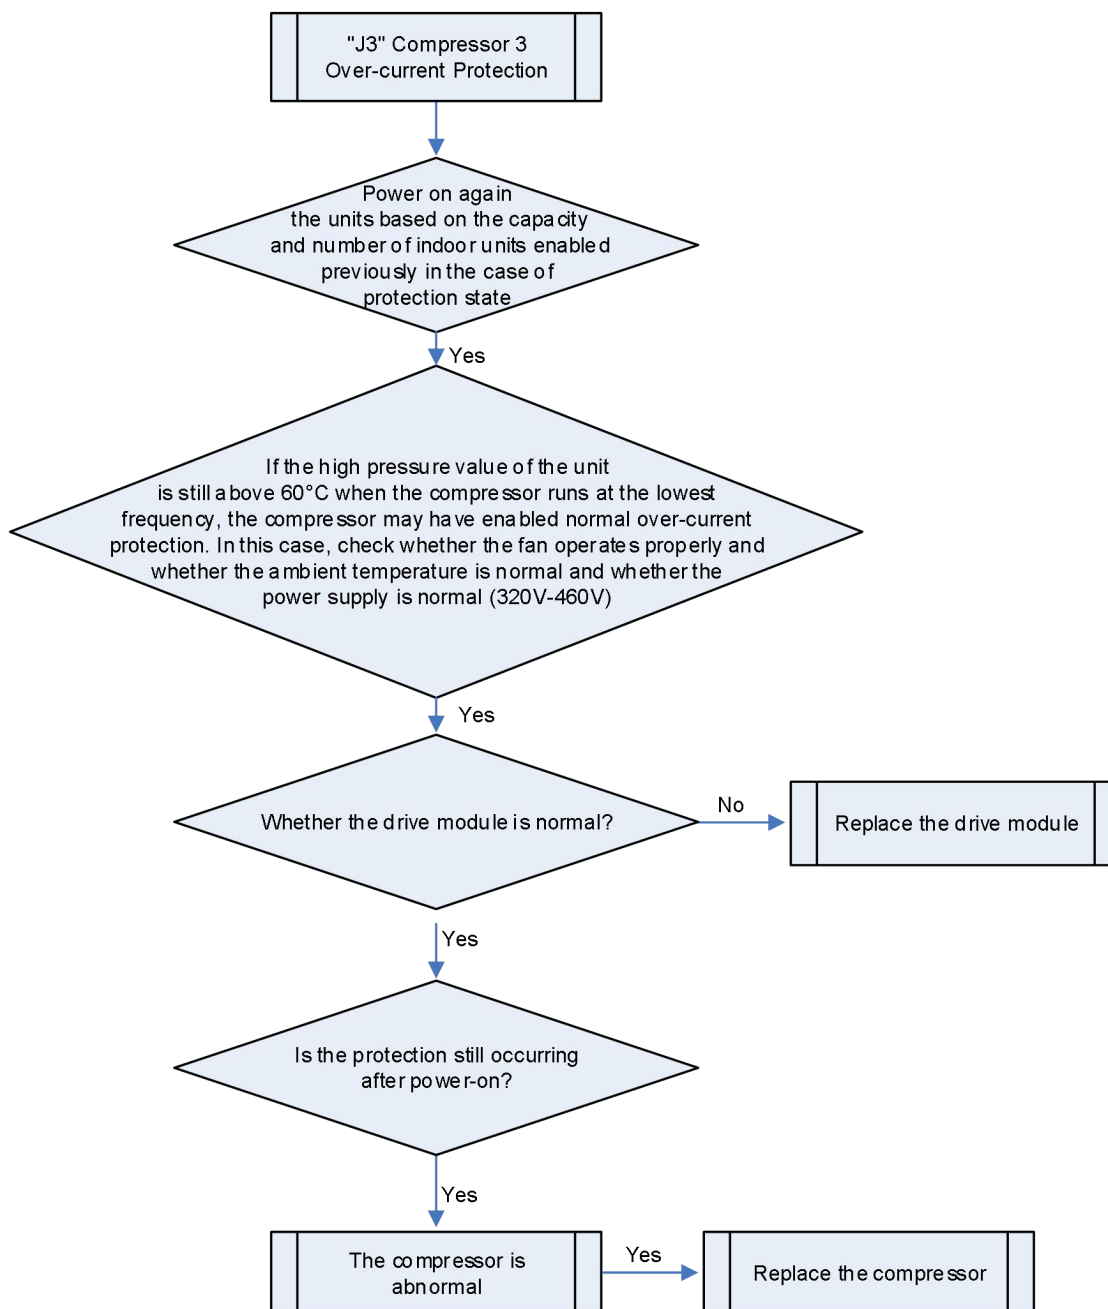 "J3" Compressor 3
Over-current Protection
Power on again
the units based on the capacity
and number of indoor units enabled
previously in the case of
protection state
Yes
If the high pressure value of the unit
is still above 60°C when the compressor runs at the lowest
frequency, the compressor may have enabled normal over-current
protection. In this case, check whether the fan operates properly and
whether the ambient temperature is normal and whether the
power supply is normal (320V-460V)
Yes
Whether the drive module is normal?
No
Replace the drive module
Yes
Is the protection still occurring
after power-on?
Yes
The compressor is
abnormal
Yes
Replace the compressor